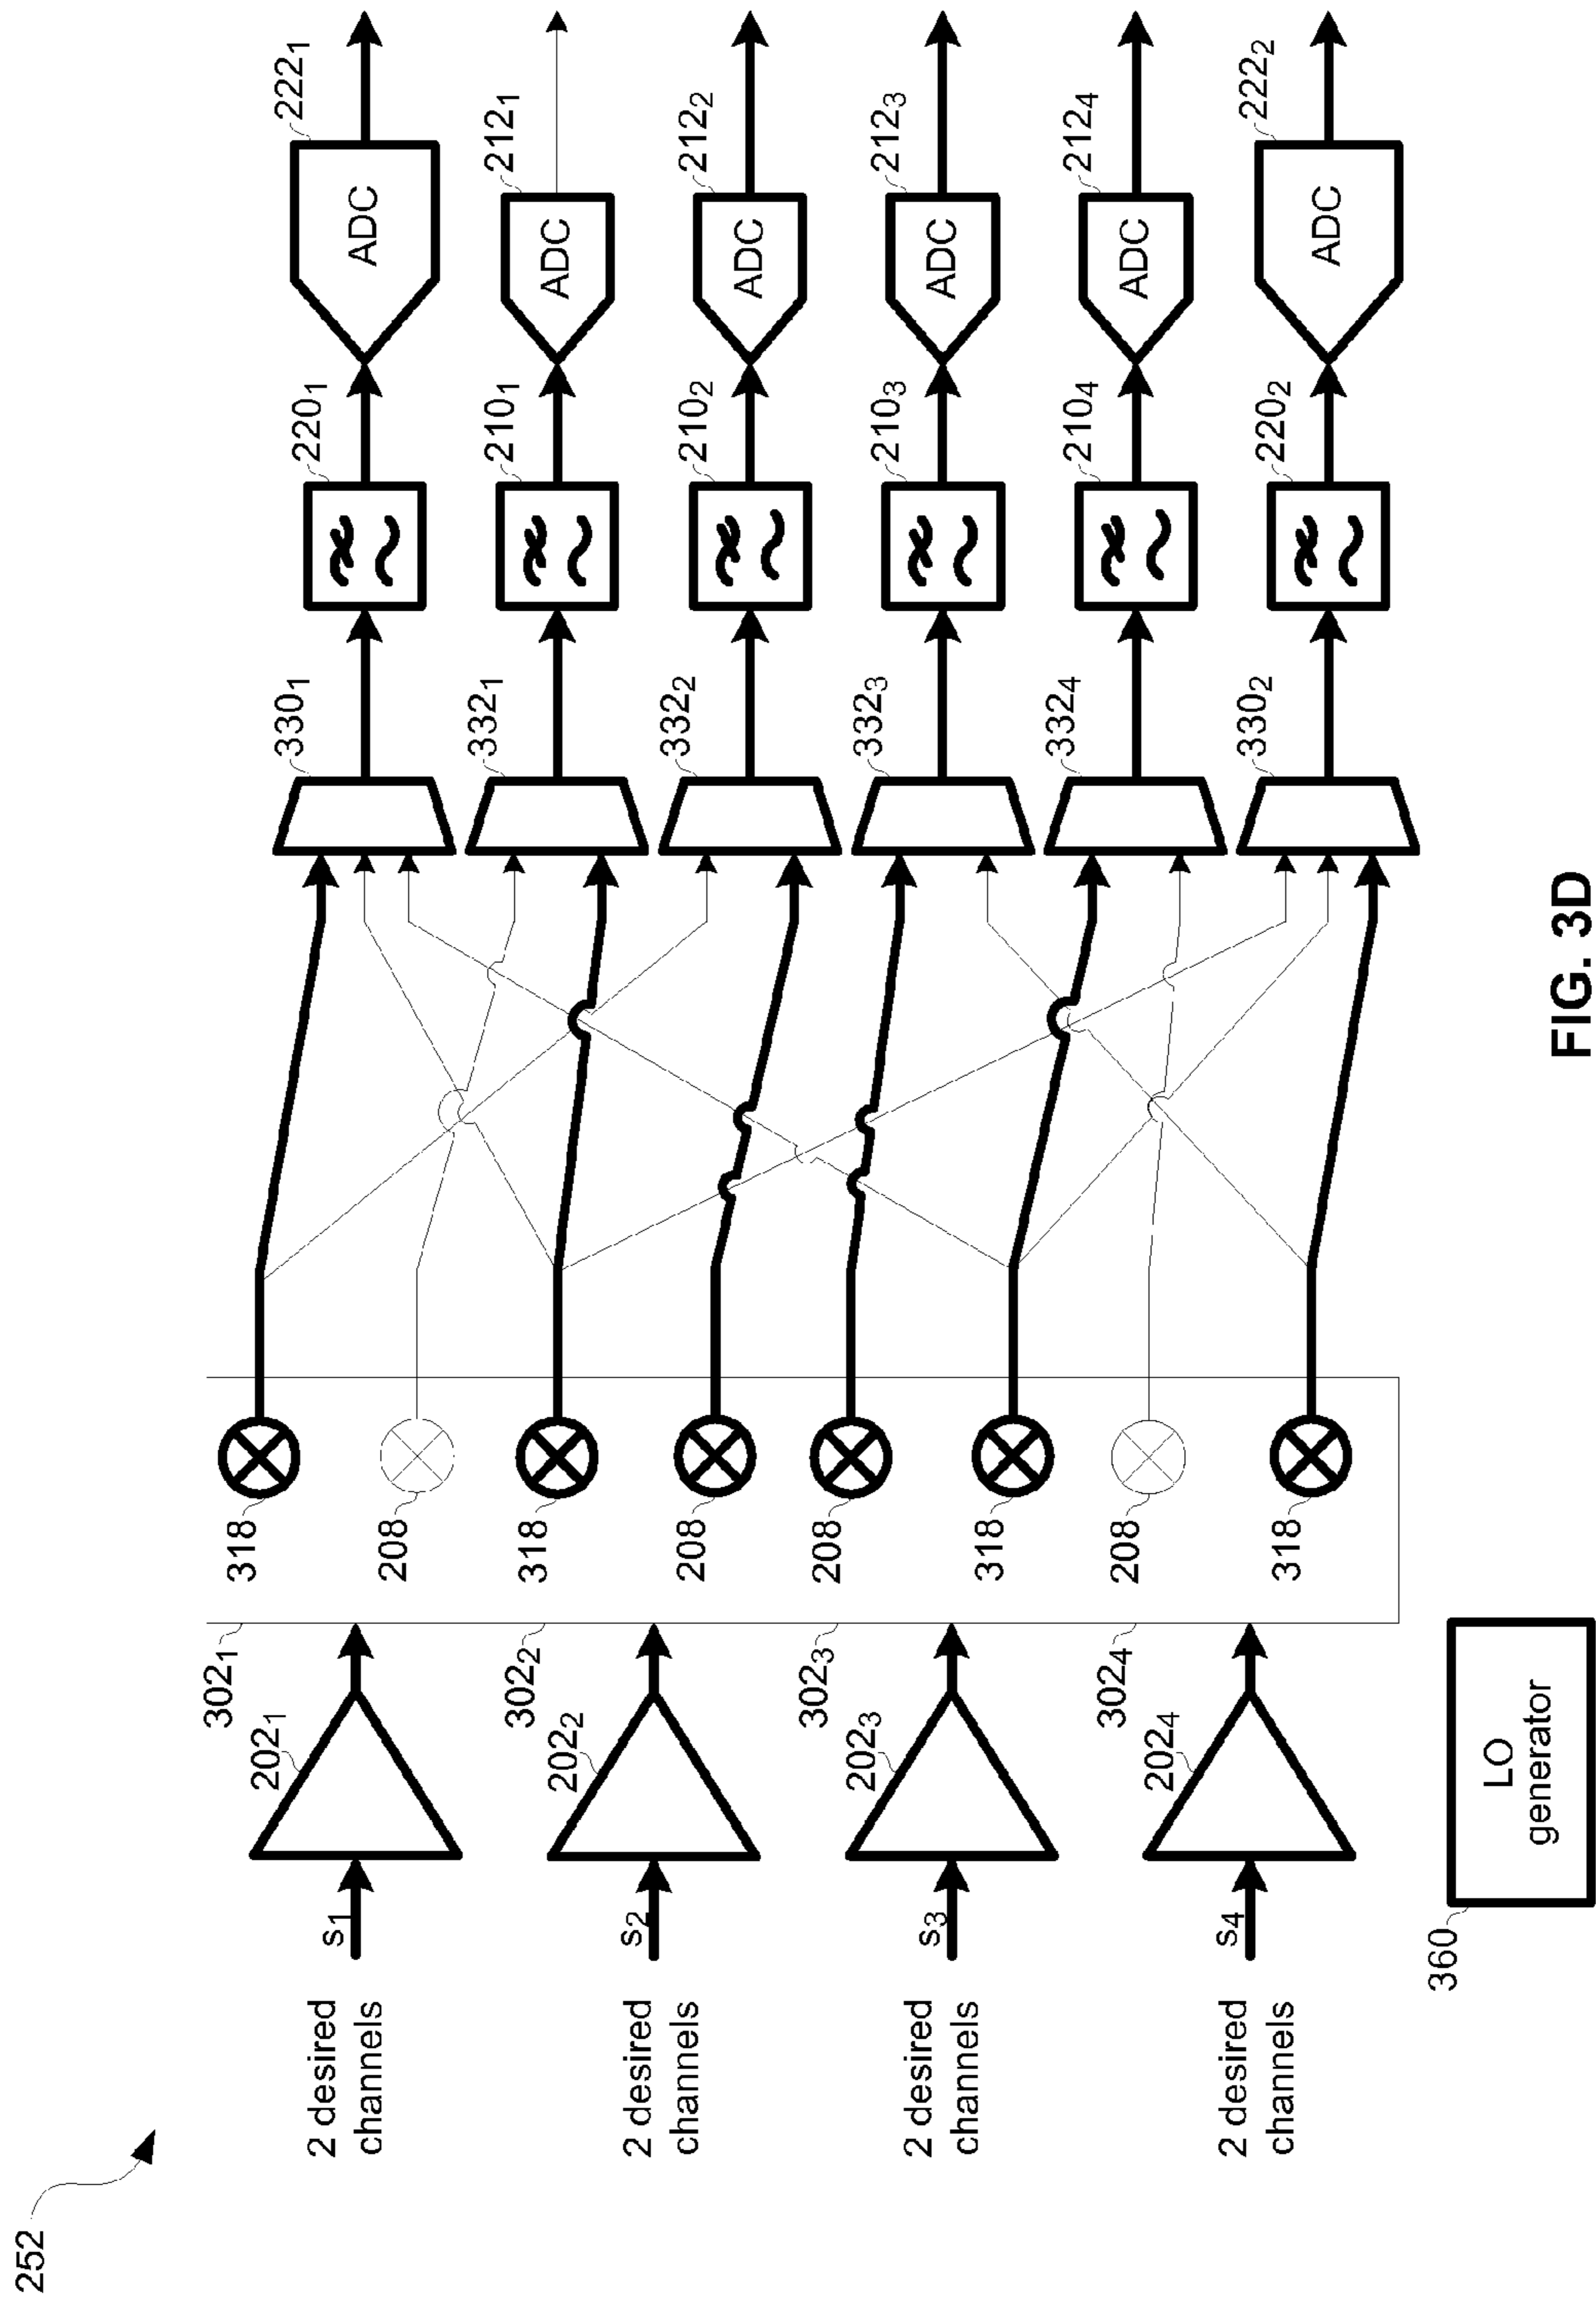 252
2 desired
channels
s1
2021
3021
318
208
2 desired
channels
s2
2022
3022
318
208
2 desired
channels
s3
2023
3023
208
318
2 desired
channels
s4
2024
3024
208
318
360
LO
generator
3301
2201
ADC
2221
3321
2101
ADC
2121
3322
2102
ADC
2122
3323
2103
ADC
2123
3324
2104
ADC
2124
3302
2202
ADC
2222
FIG. 3D